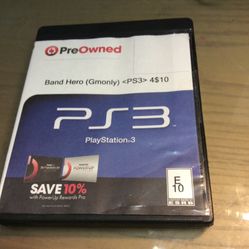 PreOwned
Band Hero (Gmonly) <PS3> 4$10
PS3
PlayStation 3
SAVE 10%
with PowerUp Rewards Pro
E
10
ESRB